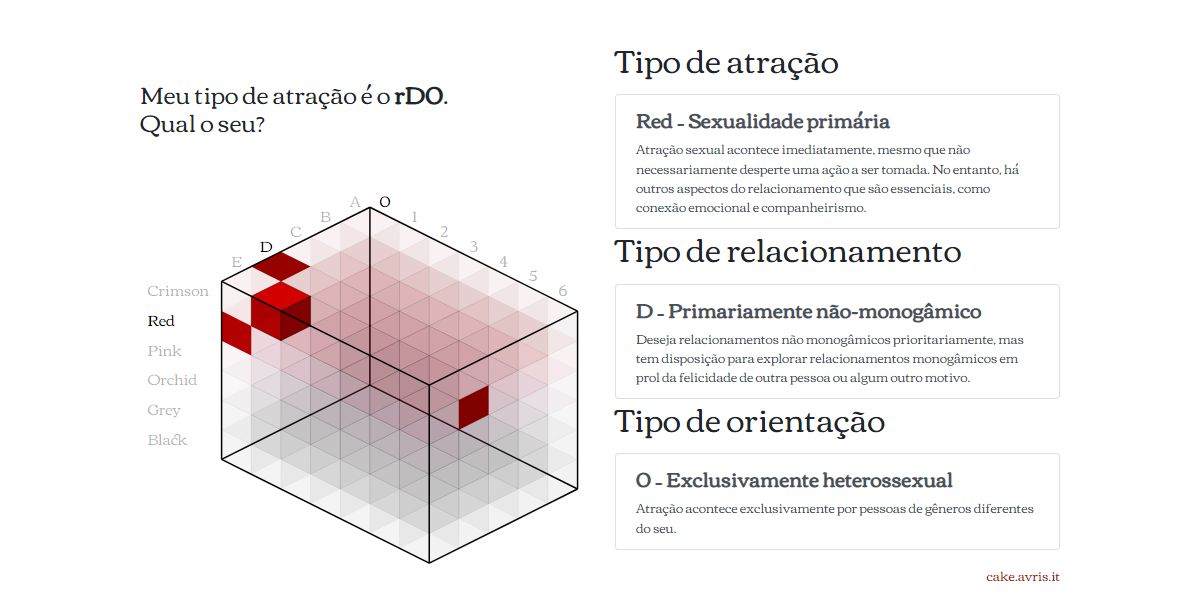 Meu tipo de atração é o rDO.
Qual o seu?
A O
B 1
C 2
D 3
E 4
5
6
Crimson
Red
Pink
Orchid
Grey
Black
Tipo de atração
Red - Sexualidade primária
Atração sexual acontece imediatamente, mesmo que não
necessariamente desperte uma ação a ser tomada. No entanto, há
outros aspectos do relacionamento que são essenciais, como
conexão emocional e companheirismo.
Tipo de relacionamento
D - Primariamente não-monogâmico
Deseja relacionamentos não monogâmicos prioritariamente, mas
tem disposição para explorar relacionamentos monogâmicos em
prol da felicidade de outra pessoa ou algum outro motivo.
Tipo de orientação
O - Exclusivamente heterossexual
Atração acontece exclusivamente por pessoas de gêneros diferentes
do seu.
cake.avris.it